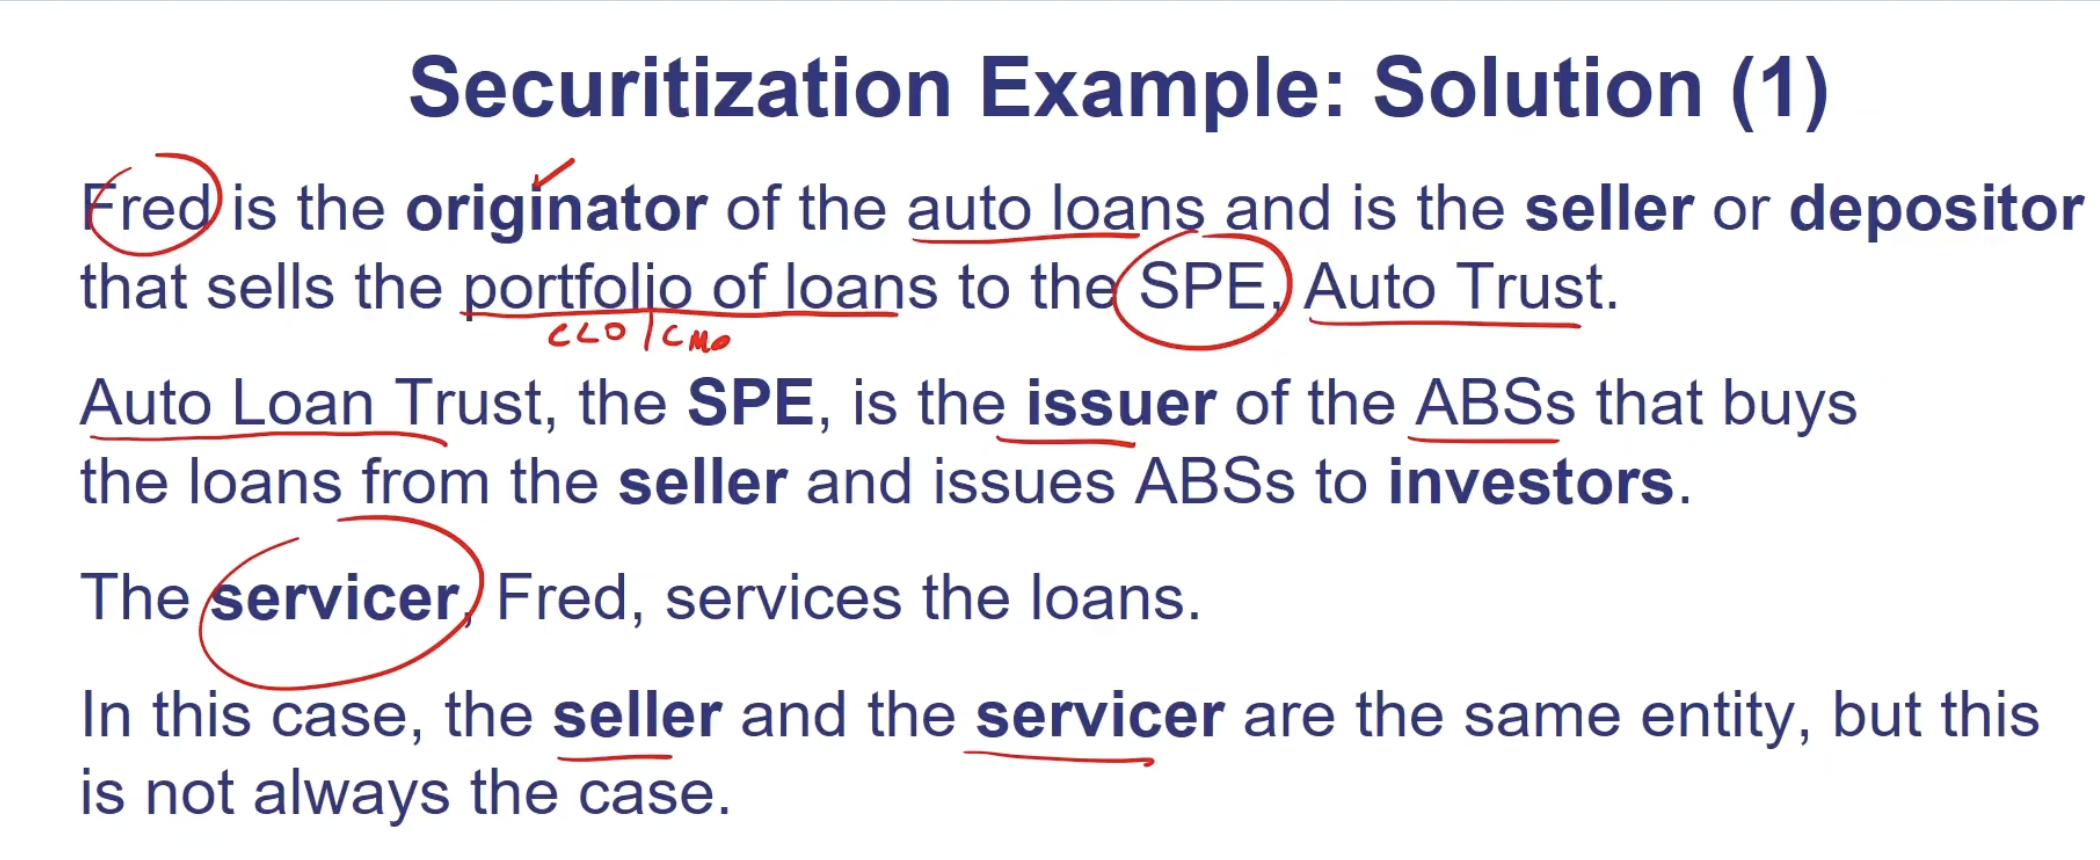 Securitization Example: Solution (1)
Fred is the originator of the auto loans and is the seller or depositor
that sells the portfolio of loans to the SPE, Auto Trust.
CLO | CMO
Auto Loan Trust, the SPE, is the issuer of the ABSs that buys
the loans from the seller and issues ABSs to investors.
The servicer, Fred, services the loans.
In this case, the seller and the servicer are the same entity, but this
is not always the case.